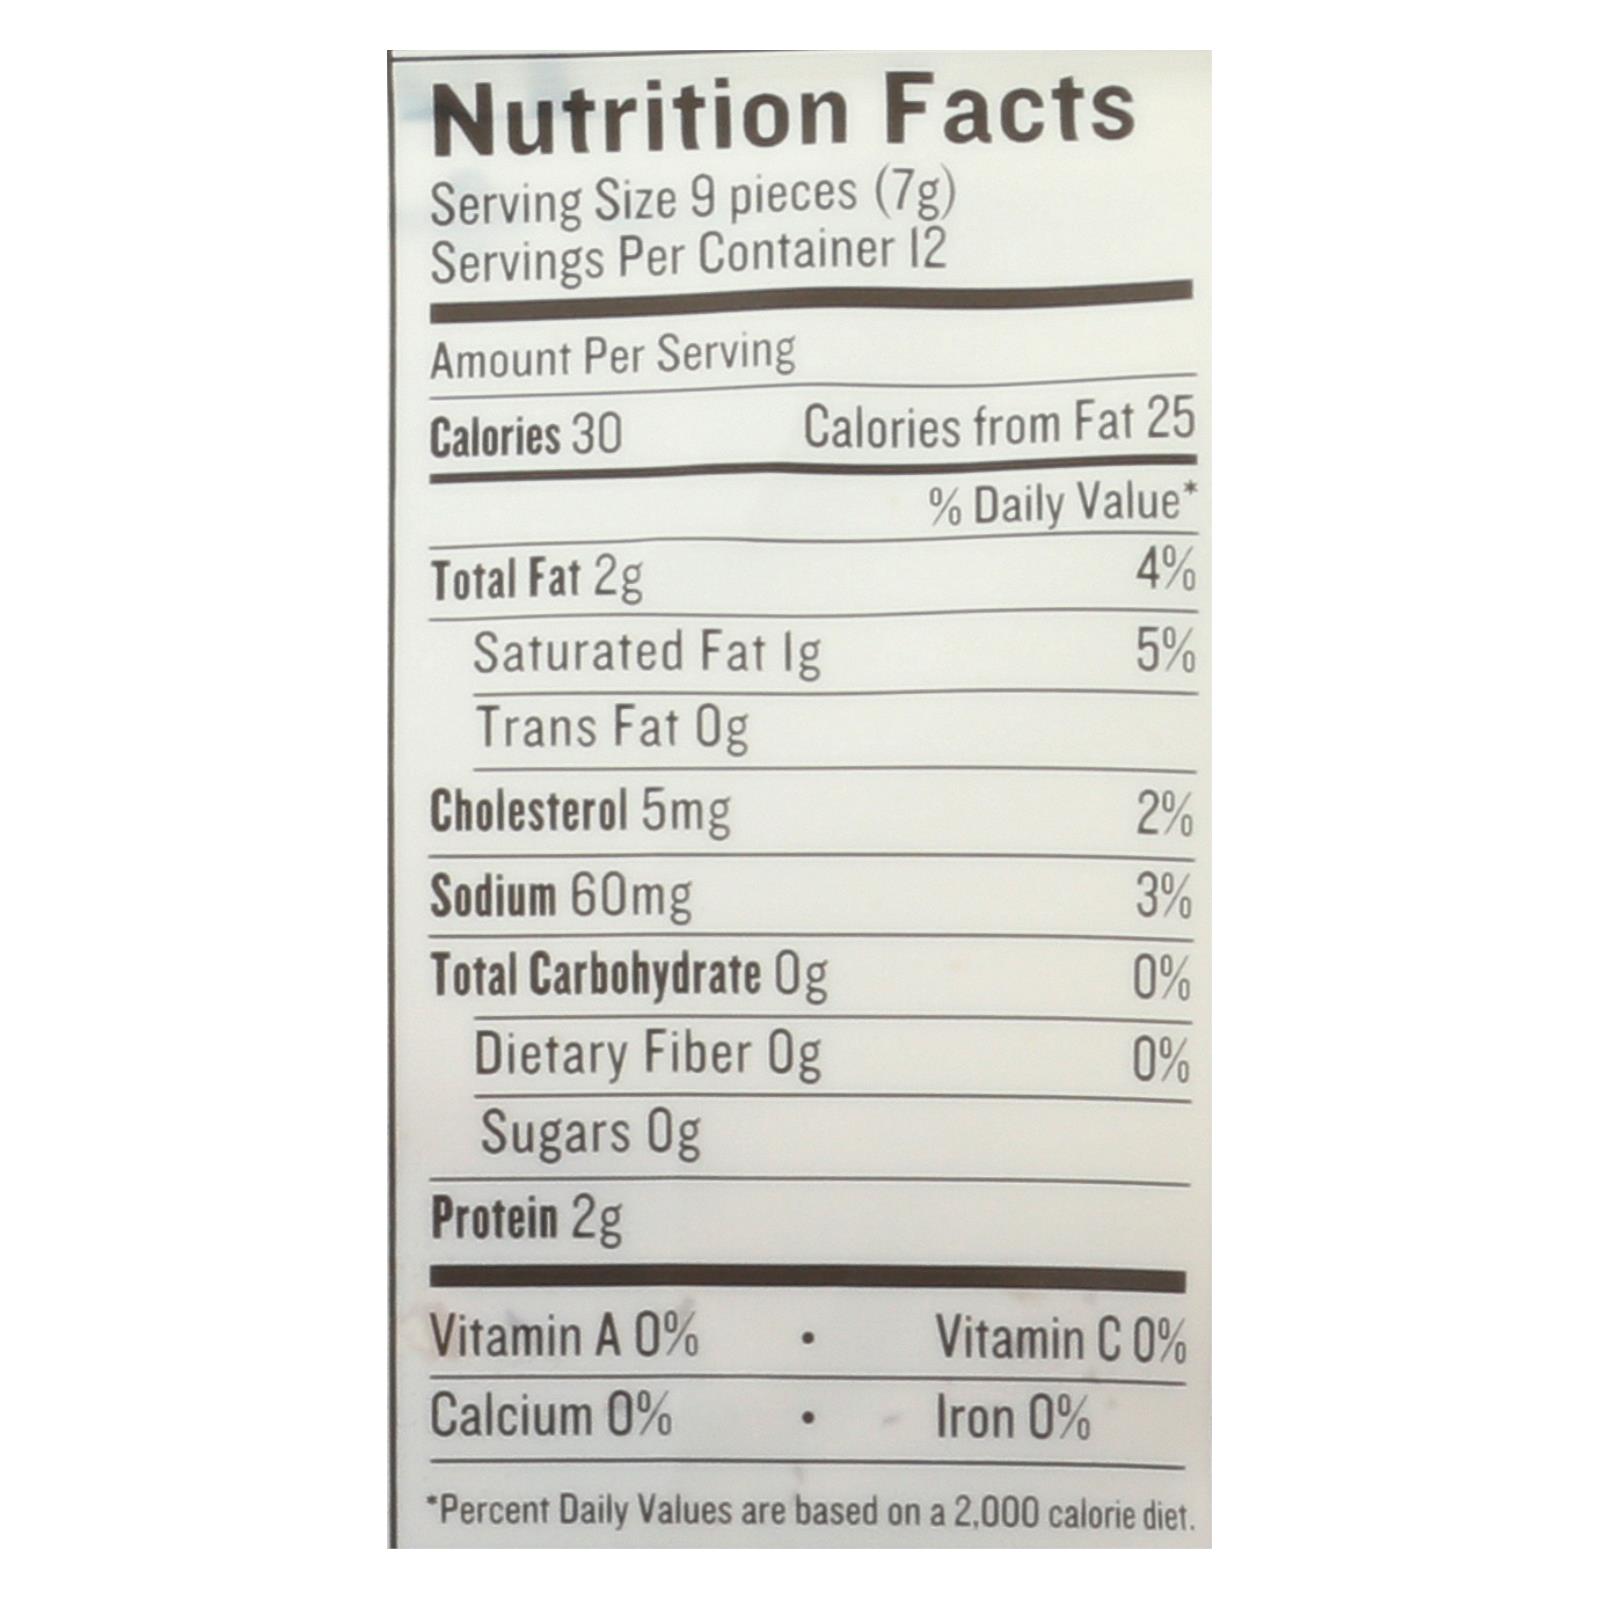 Nutrition Facts
Serving Size 9 pieces (7g)
Servings Per Container 12
Amount Per Serving
Calories 30 Calories from Fat 25
% Daily Value*
Total Fat 2g 4%
Saturated Fat 1g 5%
Trans Fat 0g
Cholesterol 5mg 2%
Sodium 60mg 3%
Total Carbohydrate 0g 0%
Dietary Fiber 0g 0%
Sugars 0g
Protein 2g
Vitamin A 0% • Vitamin C 0%
Calcium 0% • Iron 0%
*Percent Daily Values are based on a 2,000 calorie diet.